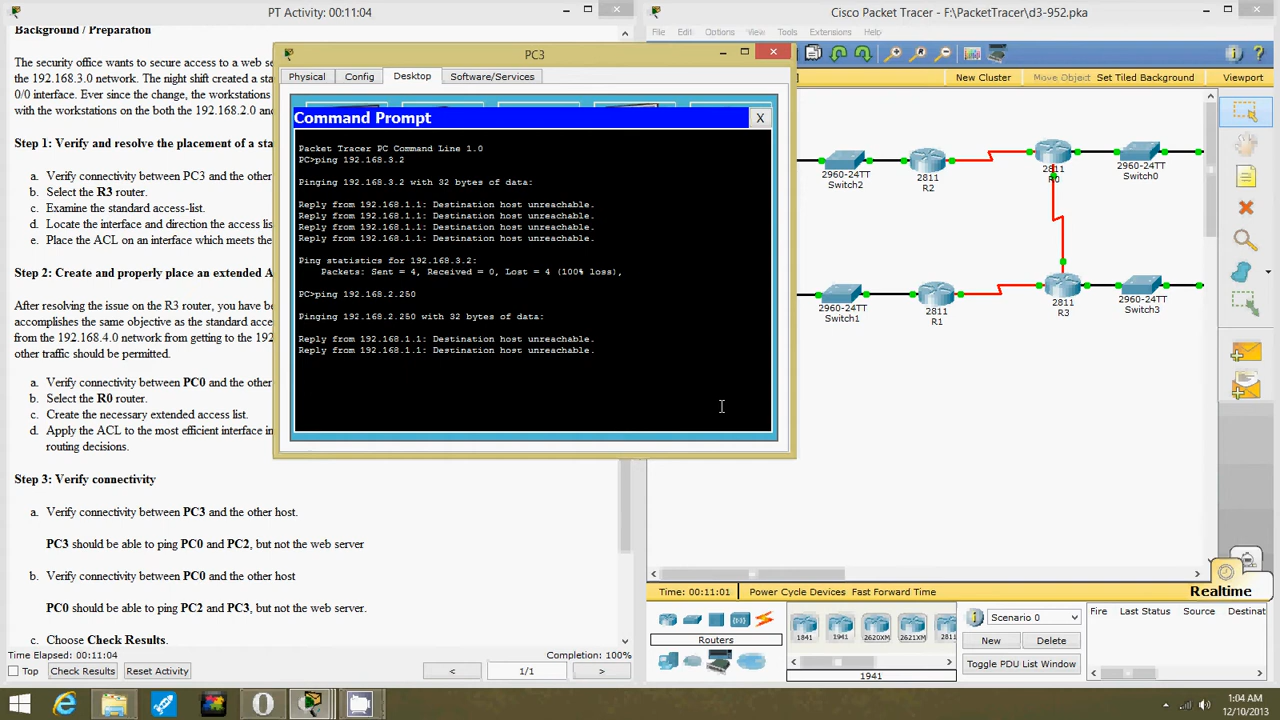 PT Activity: 00:11:04
Background / Preparation
The security office wants to secure access to a web se
the 192.168.3.0 network. The night shift created a sta
0/0 interface. Ever since the change, the workstations
with the workstations on both the 192.168.2.0 and
Step 1: Verify and resolve the placement of a sta
a. Verify connectivity between PC3 and the other
b. Select the R3 router.
c. Examine the standard access-list.
d. Locate the interface and direction the access lis
e. Place the ACL on an interface which meets the
Step 2: Create and properly place an extended A
After resolving the issue on the R3 router, you have be
accomplishes the same objective as the standard acce
from the 192.168.4.0 network from getting to the 192
other traffic should be permitted.
a. Verify connectivity between PC0 and the other
b. Select the R0 router.
c. Create the necessary extended access list.
d. Apply the ACL to the most efficient interface in
routing decisions.
Step 3: Verify connectivity
a. Verify connectivity between PC3 and the other host.
PC3 should be able to ping PC0 and PC2, but not the web server
b. Verify connectivity between PC0 and the other host
PC0 should be able to ping PC2 and PC3, but not the web server.
c. Choose Check Results.
Time Elapsed: 00:11:04
Completion: 100%
Top
Check Results
Reset Activity
<
1/1
>
PC3
Physical
Config
Desktop
Software/Services
Command Prompt
X
Packet Tracer PC Command Line 1.0
PC>ping 192.168.3.2
Pinging 192.168.3.2 with 32 bytes of data:
Reply from 192.168.1.1: Destination host unreachable.
Reply from 192.168.1.1: Destination host unreachable.
Reply from 192.168.1.1: Destination host unreachable.
Reply from 192.168.1.1: Destination host unreachable.
Ping statistics for 192.168.3.2:
Packets: Sent = 4, Received = 0, Lost = 4 (100% loss),
PC>ping 192.168.2.250
Pinging 192.168.2.250 with 32 bytes of data:
Reply from 192.168.1.1: Destination host unreachable.
Reply from 192.168.1.1: Destination host unreachable.
Cisco Packet Tracer - F:\PacketTracer\d3-952.pka
File Edit Options View Tools Extensions Help
] New Cluster Move Object Set Tiled Background Viewport
2960-24TT
Switch2
2811
R2
2811
R0
2960-24TT
Switch0
2960-24TT
Switch1
2811
R1
2811
R3
2960-24TT
Switch3
Time: 00:11:01 Power Cycle Devices Fast Forward Time
Realtime
Routers
1841
1941
2620XM
2621XM
2811
1941
Scenario 0
New
Delete
Toggle PDU List Window
Fire Last Status Source Destinat
1:04 AM
12/10/2013